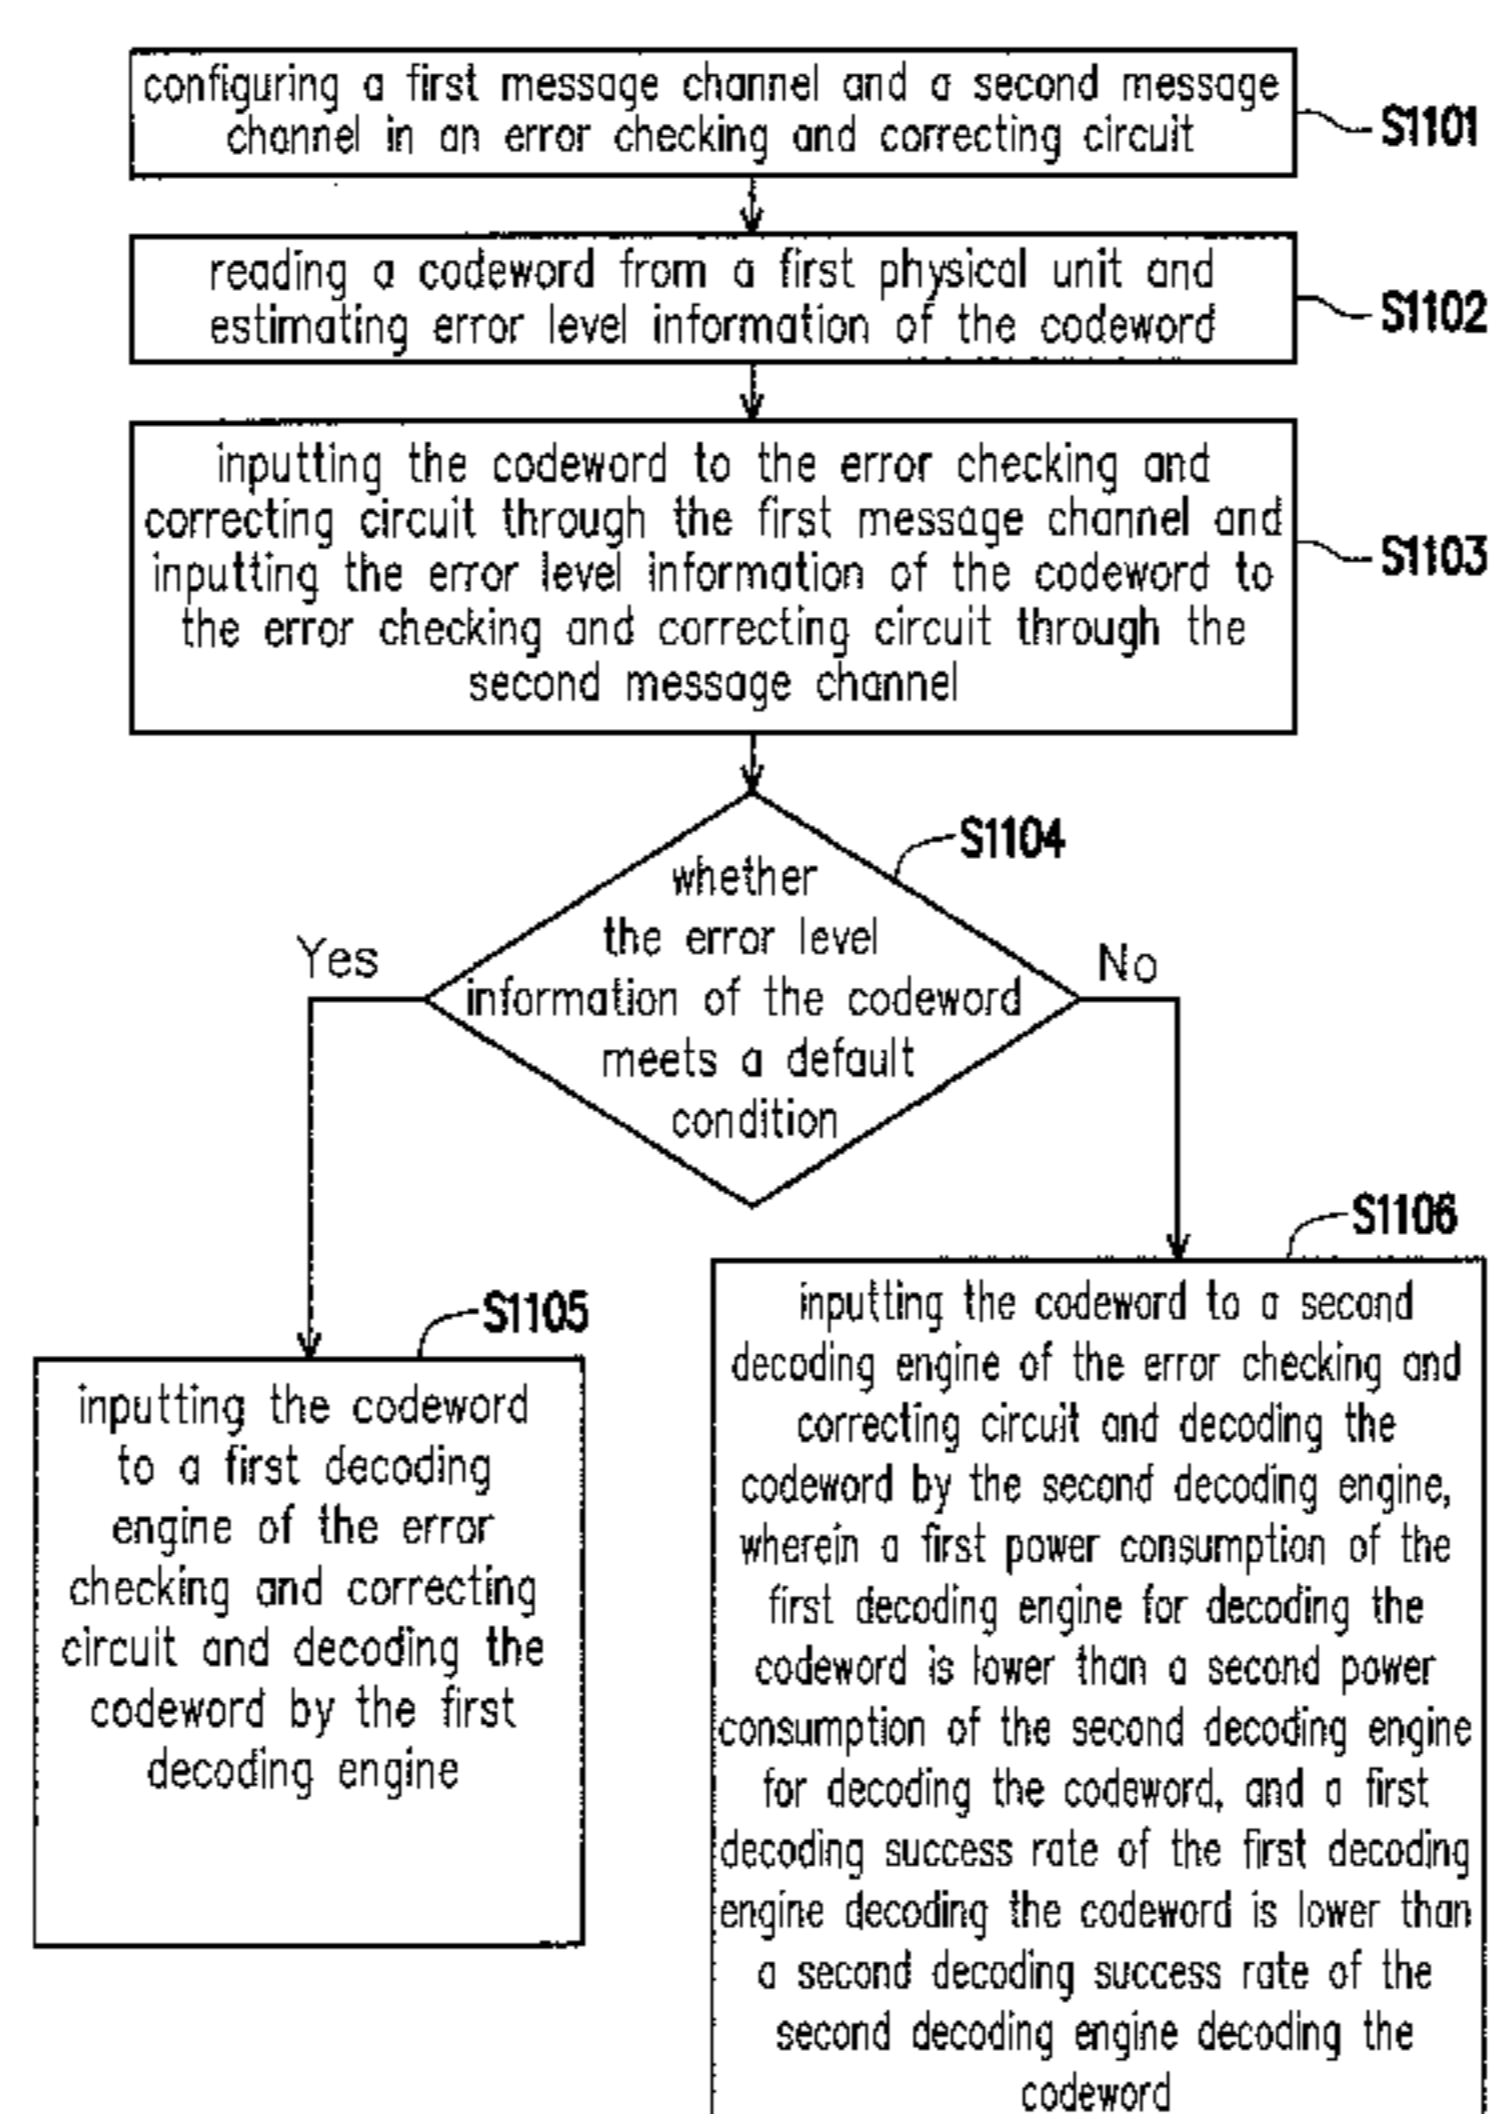 configuring a first message channel and a second message
channel in an error checking and correcting circuit
S1101
reading a codeword from a first physical unit and
estimating error level information of the codeword
S1102
inputting the codeword to the error checking and
correcting circuit through the first message channel and
inputting the error level information of the codeword to
the error checking and correcting circuit through the
second message channel
S1103
S1104
whether
the error level
information of the codeword
meets a default
condition
Yes
No
S1105
inputting the codeword
to a first decoding
engine of the error
checking and correcting
circuit and decoding the
codeword by the first
decoding engine
S1106
inputting the codeword to a second
decoding engine of the error checking and
correcting circuit and decoding the
codeword by the second decoding engine,
wherein a first power consumption of the
first decoding engine for decoding the
codeword is lower than a second power
consumption of the second decoding engine
for decoding the codeword, and a first
decoding success rate of the first decoding
engine decoding the codeword is lower than
a second decoding success rate of the
second decoding engine decoding the
codeword